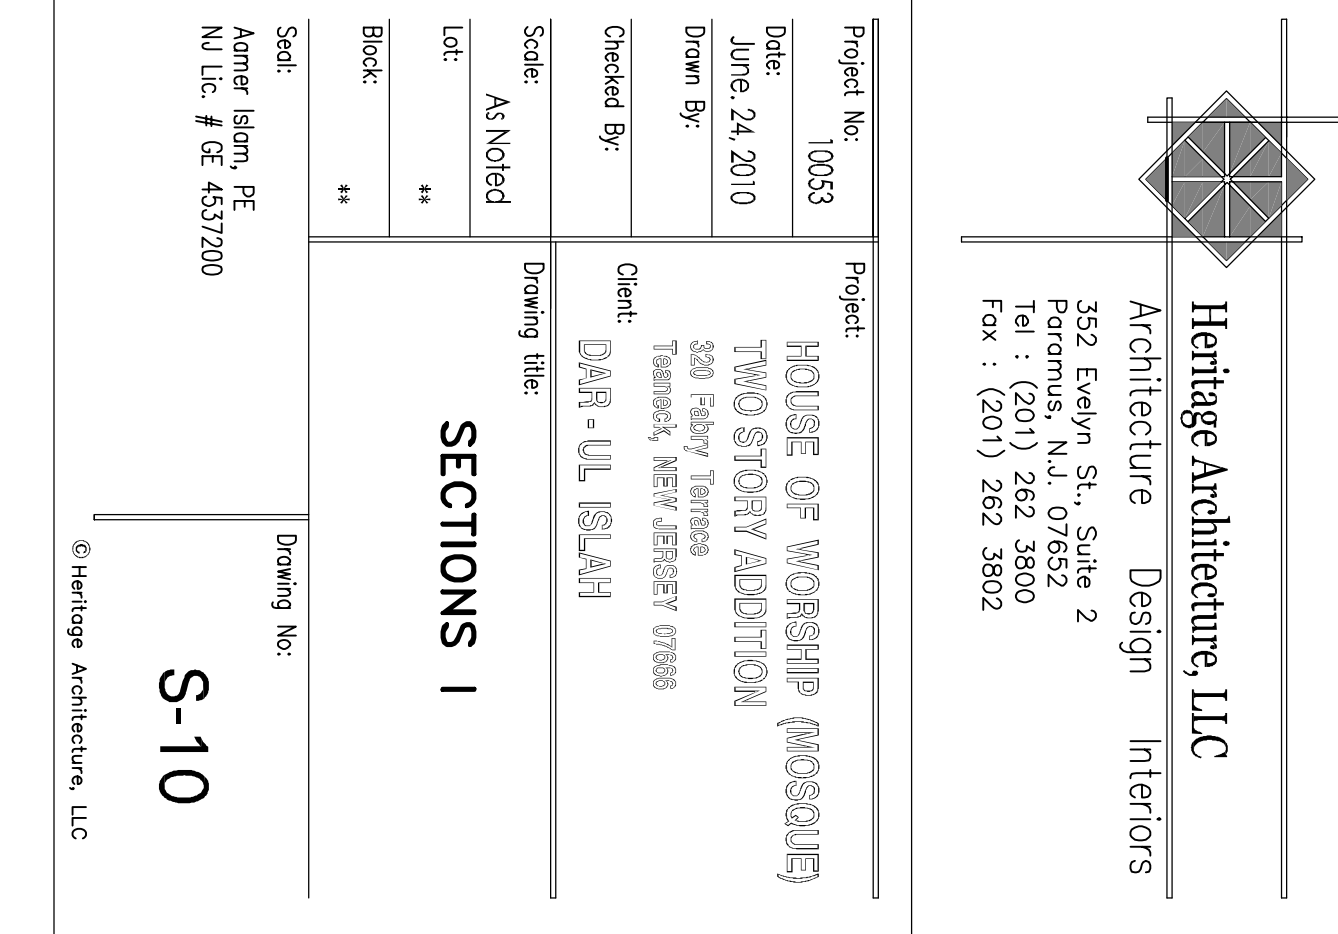 Heritage Architecture, LLC
Architecture Design Interiors
352 Evelyn St., Suite 2
Paramus, N.J. 07652
Tel : (201) 262 3800
Fax : (201) 262 3802
Project No:
10053
Date:
June. 24, 2010
Drawn By:
Checked By:
Scale:
As Noted
Lot:
**
Block:
**
Project:
HOUSE OF WORSHIP (MOSQUE)
TWO STORY ADDITION
320 Fabry Terrace
Teaneck, NEW JERSEY 07666
Client:
DAR - UL ISLAH
Drawing title:
SECTIONS I
Seal:
Aamer Islam, PE
NJ Lic. # GE 4537200
Drawing No:
S-10
© Heritage Architecture, LLC